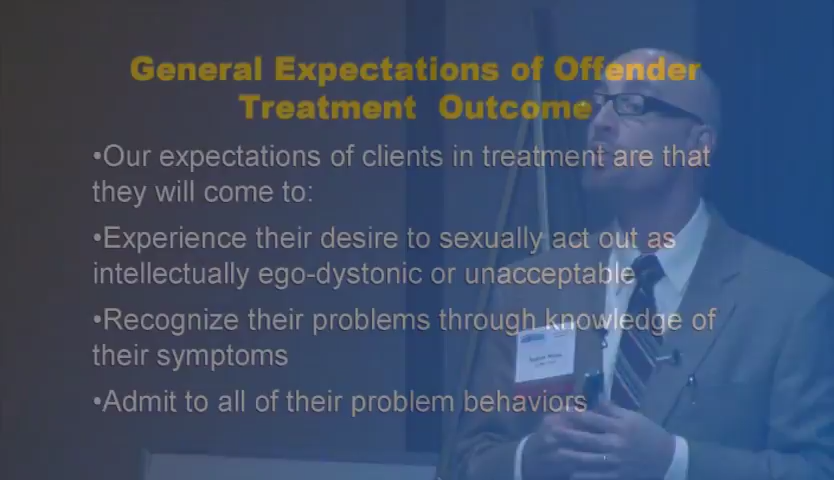 General Expectations of Offender
Treatment Outcome
•Our expectations of clients in treatment are that
they will come to:
•Experience their desire to sexually act out as
intellectually ego-dystonic or unacceptable
•Recognize their problems through knowledge of
their symptoms
•Admit to all of their problem behaviors